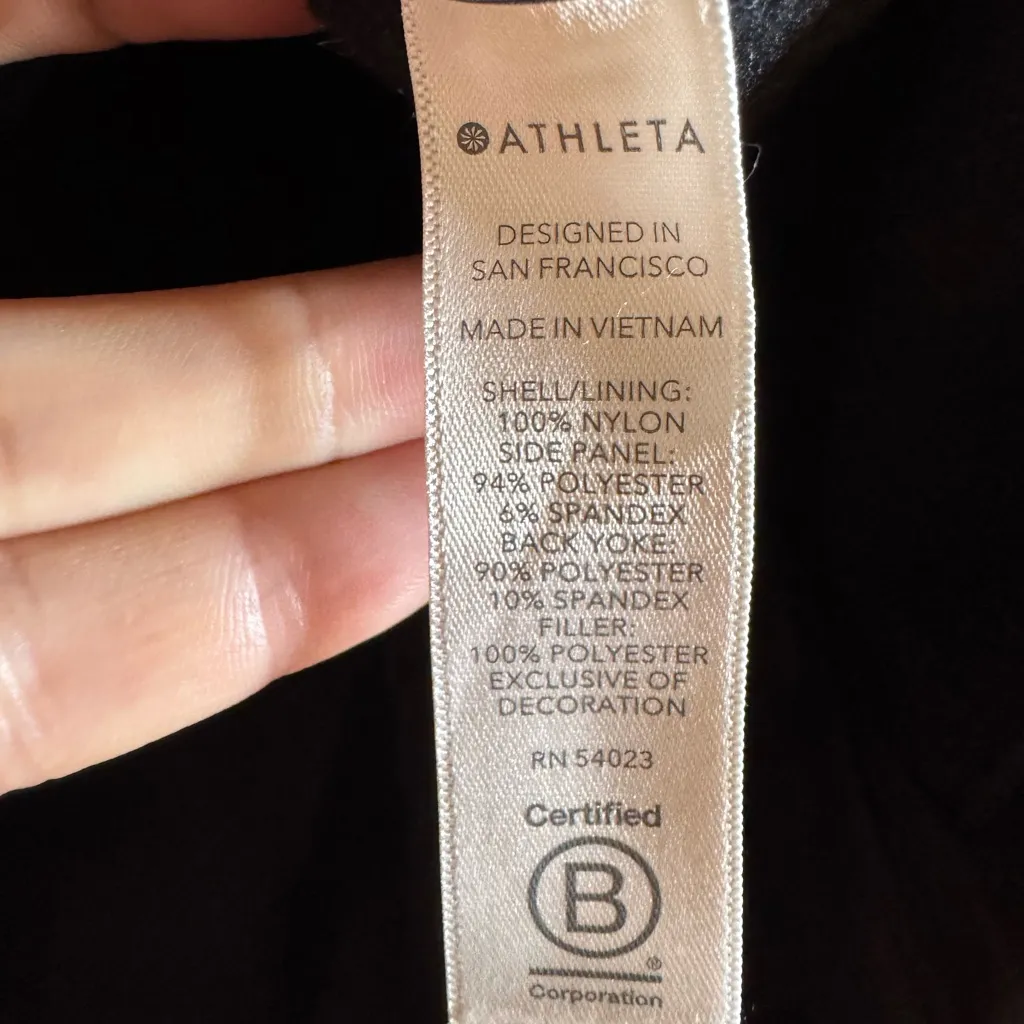 ATHLETA
DESIGNED IN
SAN FRANCISCO
MADE IN VIETNAM
SHELL/LINING:
100% NYLON
SIDE PANEL:
94% POLYESTER
6% SPANDEX
BACK YOKE:
90% POLYESTER
10% SPANDEX
FILLER:
100% POLYESTER
EXCLUSIVE OF
DECORATION
RN 54023
Certified
B
®
Corporation